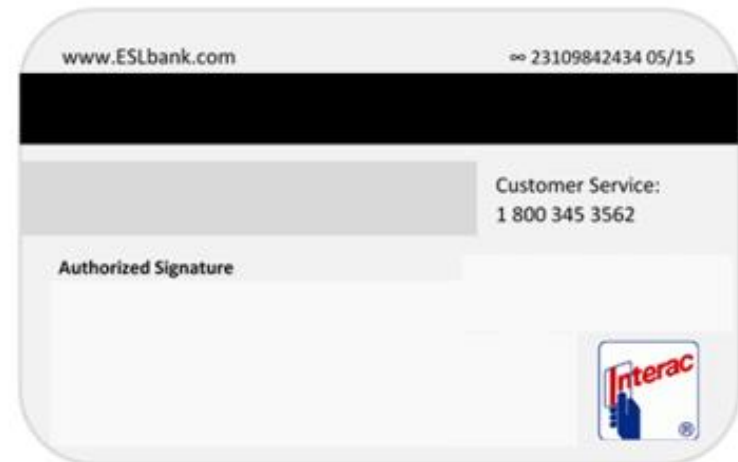 www.ESLbank.com
∞ 23109842434 05/15
Customer Service:
1 800 345 3562
Authorized Signature
Interac
®